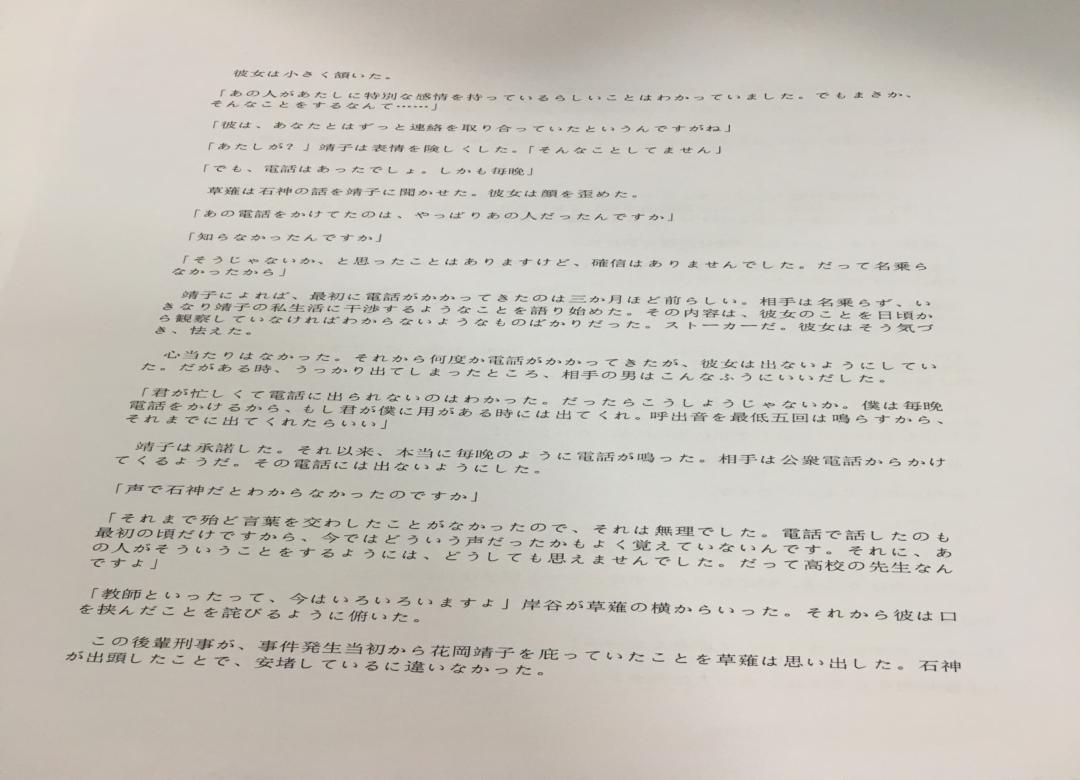 彼女は小さく頷いた。
「あの人があたしに特別な感情を持っているらしいことはわかっていました。でもまさか、
そんなことをするなんて……」
「彼は、あなたとはずっと連絡を取り合っていたというんですがね」
「あたしが？」靖子は表情を険しくした。「そんなことしてません」
「でも、電話はあったでしょ。しかも毎晩」
草薙は石神の話を靖子に聞かせた。彼女は顔を歪めた。
「あの電話をかけてたのは、やっぱりあの人だったんですか」
「知らなかったんですか」
「そうじゃないか、と思ったことはありますけど、確信はありませんでした。だって名乗ら
なかったから」
靖子によれば、最初に電話がかかってきたのは三か月ほど前らしい。相手は名乗らず、い
きなり靖子の私生活に干渉するようなことを語り始めた。その内容は、彼女のことを日頃か
ら観察していなければわからないようなものばかりだった。ストーカーだ。彼女はそう気づ
き、怯えた。
心当たりはなかった。それから何度か電話がかかってきたが、彼女は出ないようにしてい
た。だがある時、うっかり出てしまったところ、相手の男はこんなふうにいいだした。
「君が忙しくて電話に出られないのはわかった。だったらこうしようじゃないか。僕は毎晩
電話をかけるから、もし君が僕に用がある時には出てくれ。呼出音を最低五回は鳴らすから、
それまでに出てくれたらいい」
靖子は承諾した。それ以来、本当に毎晩のように電話が鳴った。相手は公衆電話からかけ
てくるようだ。その電話には出ないようにした。
「声で石神だとわからなかったのですか」
「それまで殆ど言葉を交わしたことがなかったので、それは無理でした。電話で話したのも
最初の頃だけですから、今ではどういう声だったかもよく覚えていないんです。それに、あ
の人がそういうことをするようには、どうしても思えませんでした。だって高校の先生なん
ですよ」
「教師といったって、今はいろいろいますよ」岸谷が草薙の横からいった。それから彼は口
を挟んだことを詫びるように俯いた。
この後輩刑事が、事件発生当初から花岡靖子を庇っていたことを草薙は思い出した。石神
が出頭したことで、安堵しているに違いなかった。